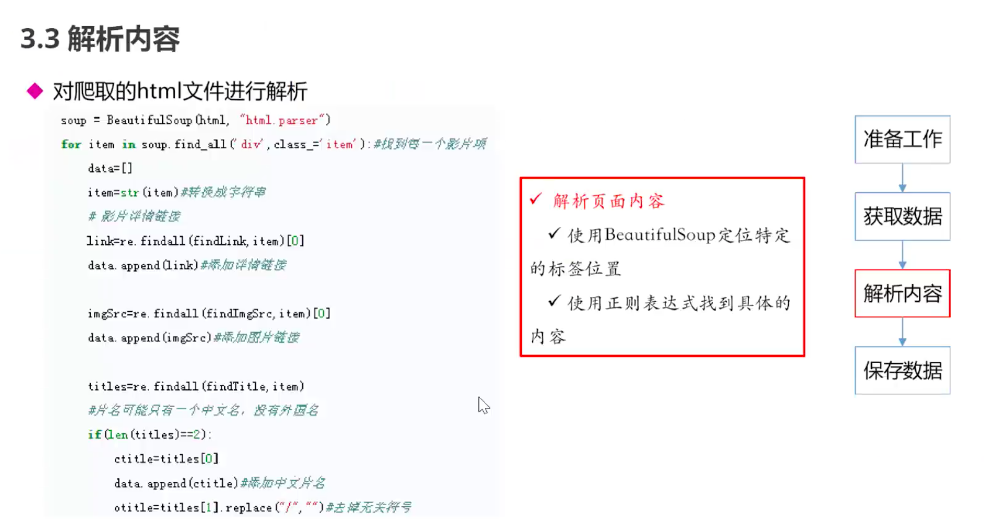 3.3 解析内容
对爬取的html文件进行解析
soup = BeautifulSoup(html, "html.parser")
for item in soup.find_all('div',class_='item'):#找到每一个影片项
data=[]
item=str(item)#转换成字符串
# 影片详情链接
link=re.findall(findLink,item)[0]
data.append(link)#添加详情链接
imgSrc=re.findall(findImgSrc,item)[0]
data.append(imgSrc)#添加图片链接
titles=re.findall(findTitle,item)
#片名可能只有一个中文名，没有外国名
if(len(titles)==2):
ctitle=titles[0]
data.append(ctitle)#添加中文片名
otitle=titles[1].replace("/","")#去掉无关符号
✓ 解析页面内容
✓ 使用BeautifulSoup定位特定
的标签位置
✓ 使用正则表达式找到具体的
内容
准备工作
获取数据
解析内容
保存数据